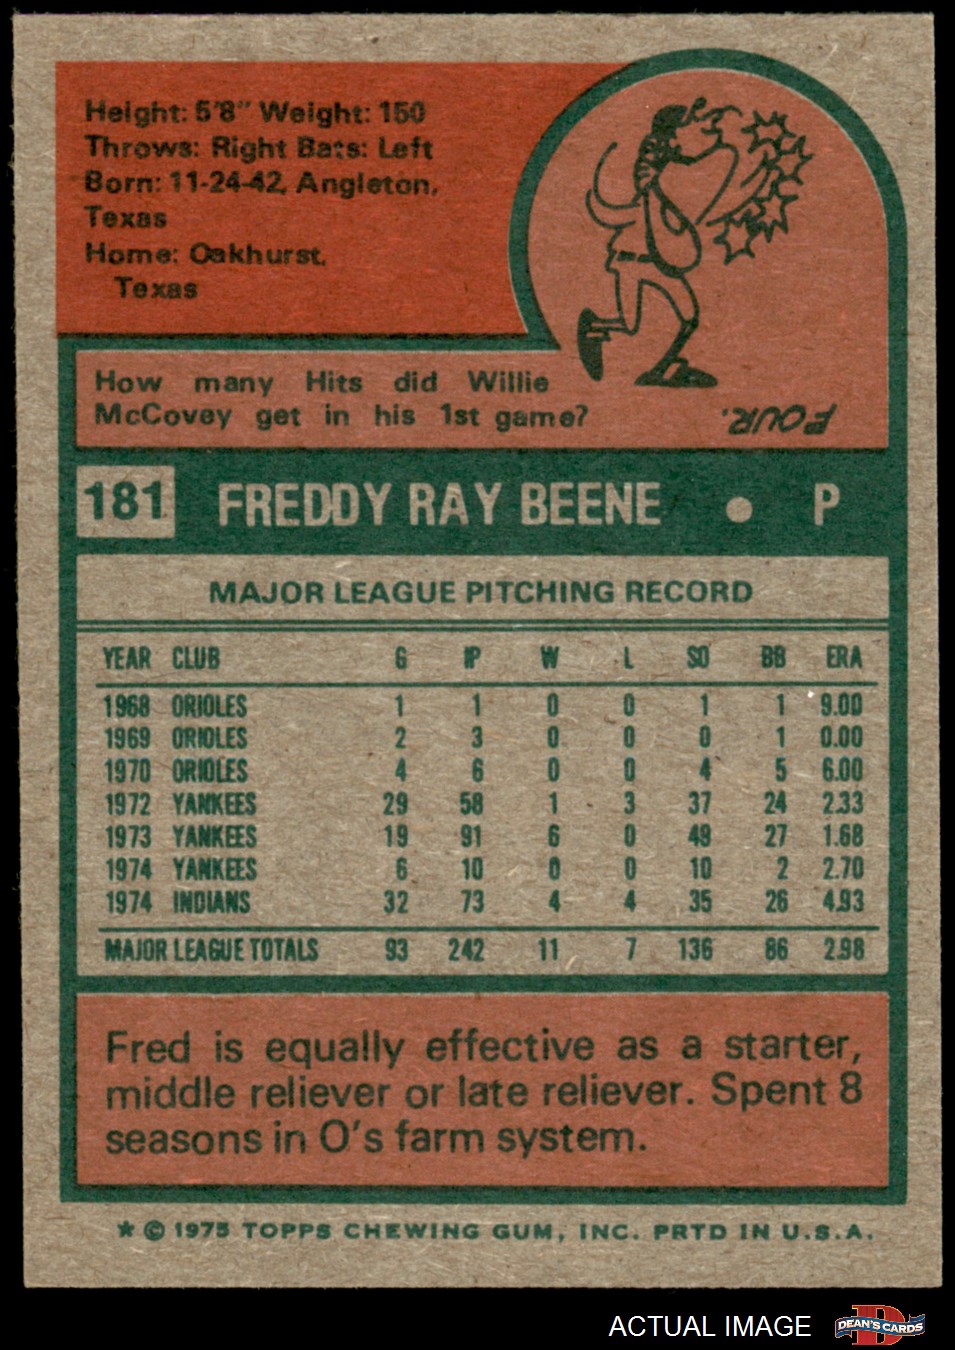 Height: 5'8" Weight: 150
Throws: Right Bats: Left
Born: 11-24-42, Angleton,
Texas
Home: Oakhurst,
Texas
How many Hits did Willie
McCovey get in his 1st game?
FOUR.
181 FREDDY RAY BEENE • P
MAJOR LEAGUE PITCHING RECORD
YEAR CLUB G IP W L SO BB ERA
1968 ORIOLES 1 1 0 0 1 1 9.00
1969 ORIOLES 2 3 0 0 0 1 0.00
1970 ORIOLES 4 6 0 0 4 5 6.00
1972 YANKEES 29 58 1 3 37 24 2.33
1973 YANKEES 19 91 6 0 49 27 1.68
1974 YANKEES 6 10 0 0 10 2 2.70
1974 INDIANS 32 73 4 4 35 26 4.93
MAJOR LEAGUE TOTALS 93 242 11 7 136 86 2.98
Fred is equally effective as a starter,
middle reliever or late reliever. Spent 8
seasons in O's farm system.
* © 1975 TOPPS CHEWING GUM, INC. PRTD IN U.S.A.
ACTUAL IMAGE
D
DEAN'S CARDS